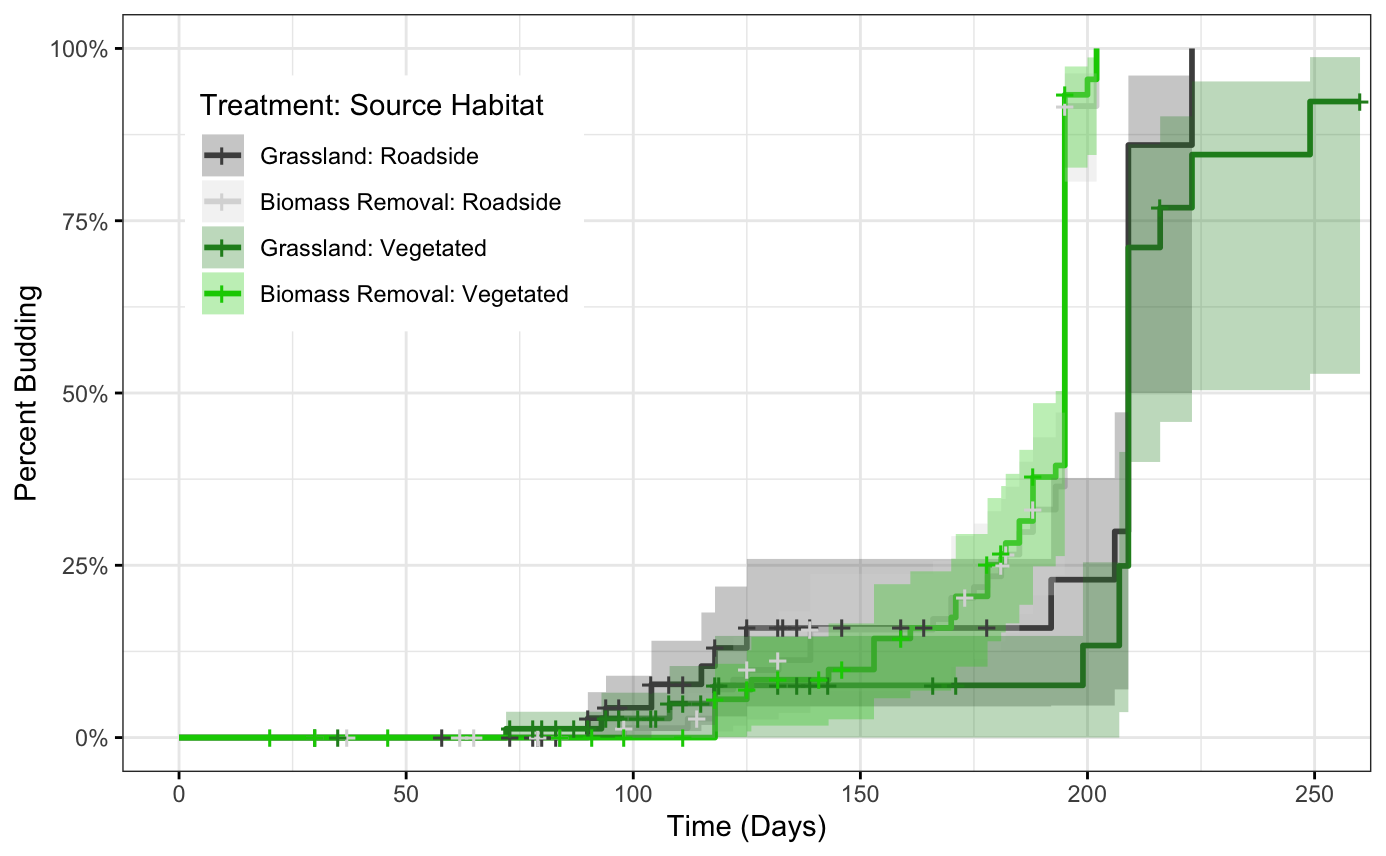 Treatment: Source Habitat
Grassland: Roadside
Biomass Removal: Roadside
Grassland: Vegetated
Biomass Removal: Vegetated
Percent Budding
100%
75%
50%
25%
0%
0 50 100 150 200 250
Time (Days)